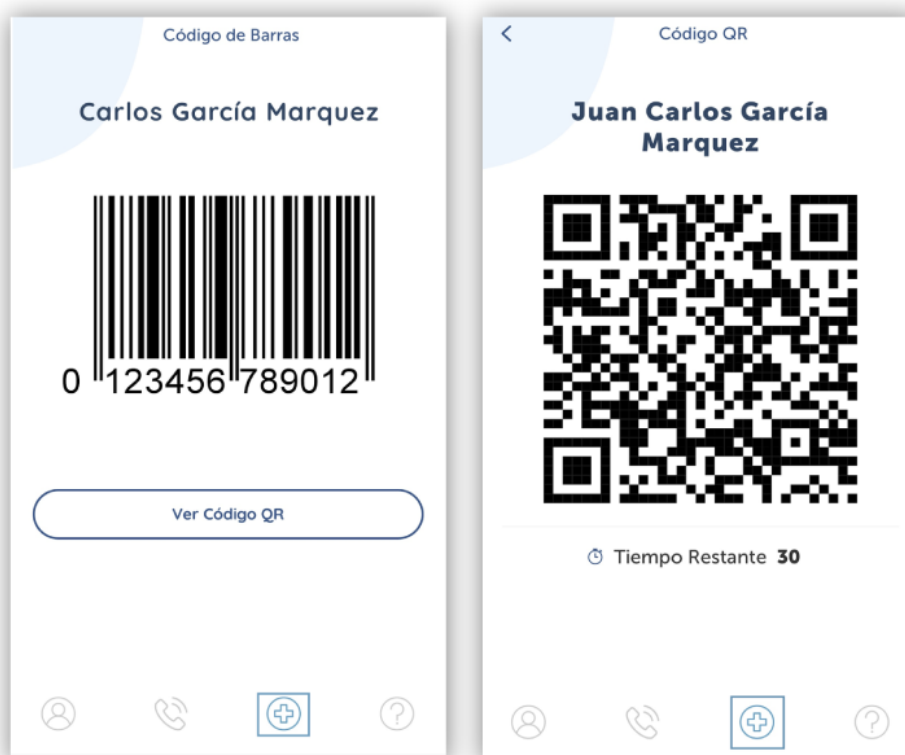 Código de Barras
Carlos García Marquez
0 123456 789012
Ver Código QR
Código QR
Juan Carlos García
Marquez
Tiempo Restante 30